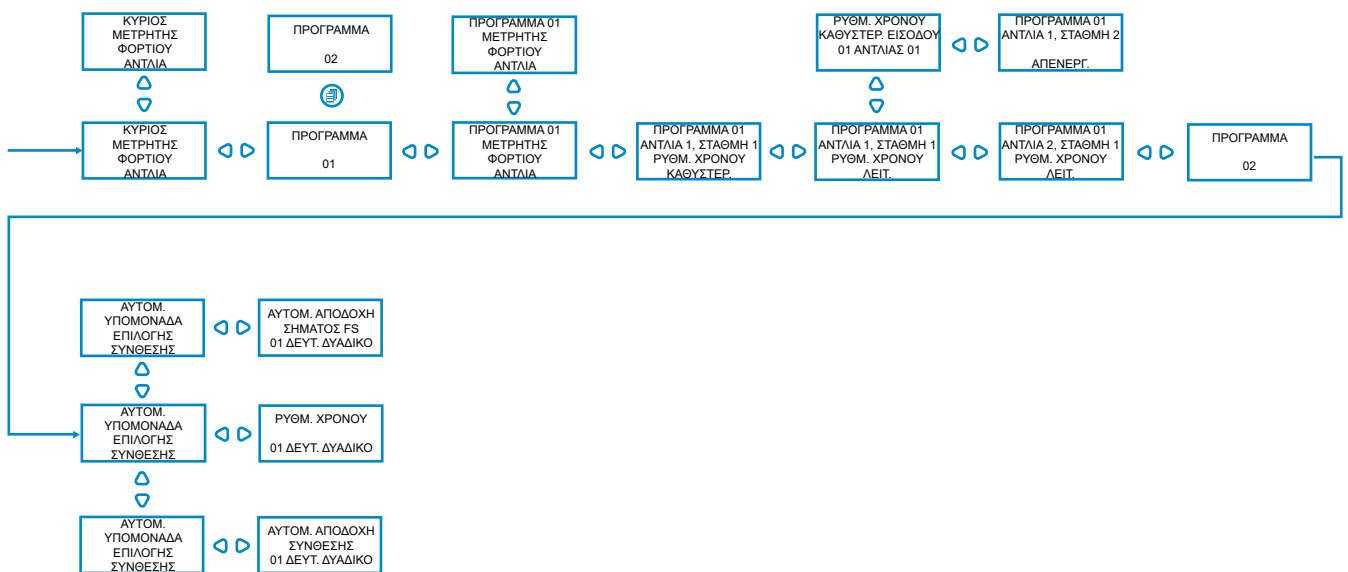 ΚΥΡΙΟΣ
ΜΕΤΡΗΤΗΣ
ΦΟΡΤΙΟΥ
ΑΝΤΛΙΑ
ΠΡΟΓΡΑΜΜΑ
02
ΠΡΟΓΡΑΜΜΑ 01
ΜΕΤΡΗΤΗΣ
ΦΟΡΤΙΟΥ
ΑΝΤΛΙΑ
ΡΥΘΜ. ΧΡΟΝΟΥ
ΚΑΘΥΣΤΕΡ. ΕΙΣΟΔΟΥ
01 ΑΝΤΛΙΑΣ 01
ΠΡΟΓΡΑΜΜΑ 01
ΑΝΤΛΙΑ 1, ΣΤΑΘΜΗ 2
ΑΠΕΝΕΡΓ.
ΚΥΡΙΟΣ
ΜΕΤΡΗΤΗΣ
ΦΟΡΤΙΟΥ
ΑΝΤΛΙΑ
ΠΡΟΓΡΑΜΜΑ
01
ΠΡΟΓΡΑΜΜΑ 01
ΜΕΤΡΗΤΗΣ
ΦΟΡΤΙΟΥ
ΑΝΤΛΙΑ
ΠΡΟΓΡΑΜΜΑ 01
ΑΝΤΛΙΑ 1, ΣΤΑΘΜΗ 1
ΡΥΘΜ. ΧΡΟΝΟΥ
ΚΑΘΥΣΤΕΡ.
ΠΡΟΓΡΑΜΜΑ 01
ΑΝΤΛΙΑ 1, ΣΤΑΘΜΗ 1
ΡΥΘΜ. ΧΡΟΝΟΥ
ΛΕΙΤ.
ΠΡΟΓΡΑΜΜΑ 01
ΑΝΤΛΙΑ 2, ΣΤΑΘΜΗ 1
ΡΥΘΜ. ΧΡΟΝΟΥ
ΛΕΙΤ.
ΠΡΟΓΡΑΜΜΑ
02
ΑΥΤΟΜ.
ΥΠΟΜΟΝΑΔΑ
ΕΠΙΛΟΓΗΣ
ΣΥΝΘΕΣΗΣ
ΑΥΤΟΜ. ΑΠΟΔΟΧΗ
ΣΗΜΑΤΟΣ FS
01 ΔΕΥΤ. ΔΥΑΔΙΚΟ
ΑΥΤΟΜ.
ΥΠΟΜΟΝΑΔΑ
ΕΠΙΛΟΓΗΣ
ΣΥΝΘΕΣΗΣ
ΡΥΘΜ. ΧΡΟΝΟΥ
01 ΔΕΥΤ. ΔΥΑΔΙΚΟ
ΑΥΤΟΜ.
ΥΠΟΜΟΝΑΔΑ
ΕΠΙΛΟΓΗΣ
ΣΥΝΘΕΣΗΣ
ΑΥΤΟΜ. ΑΠΟΔΟΧΗ
ΣΥΝΘΕΣΗΣ
01 ΔΕΥΤ. ΔΥΑΔΙΚΟ